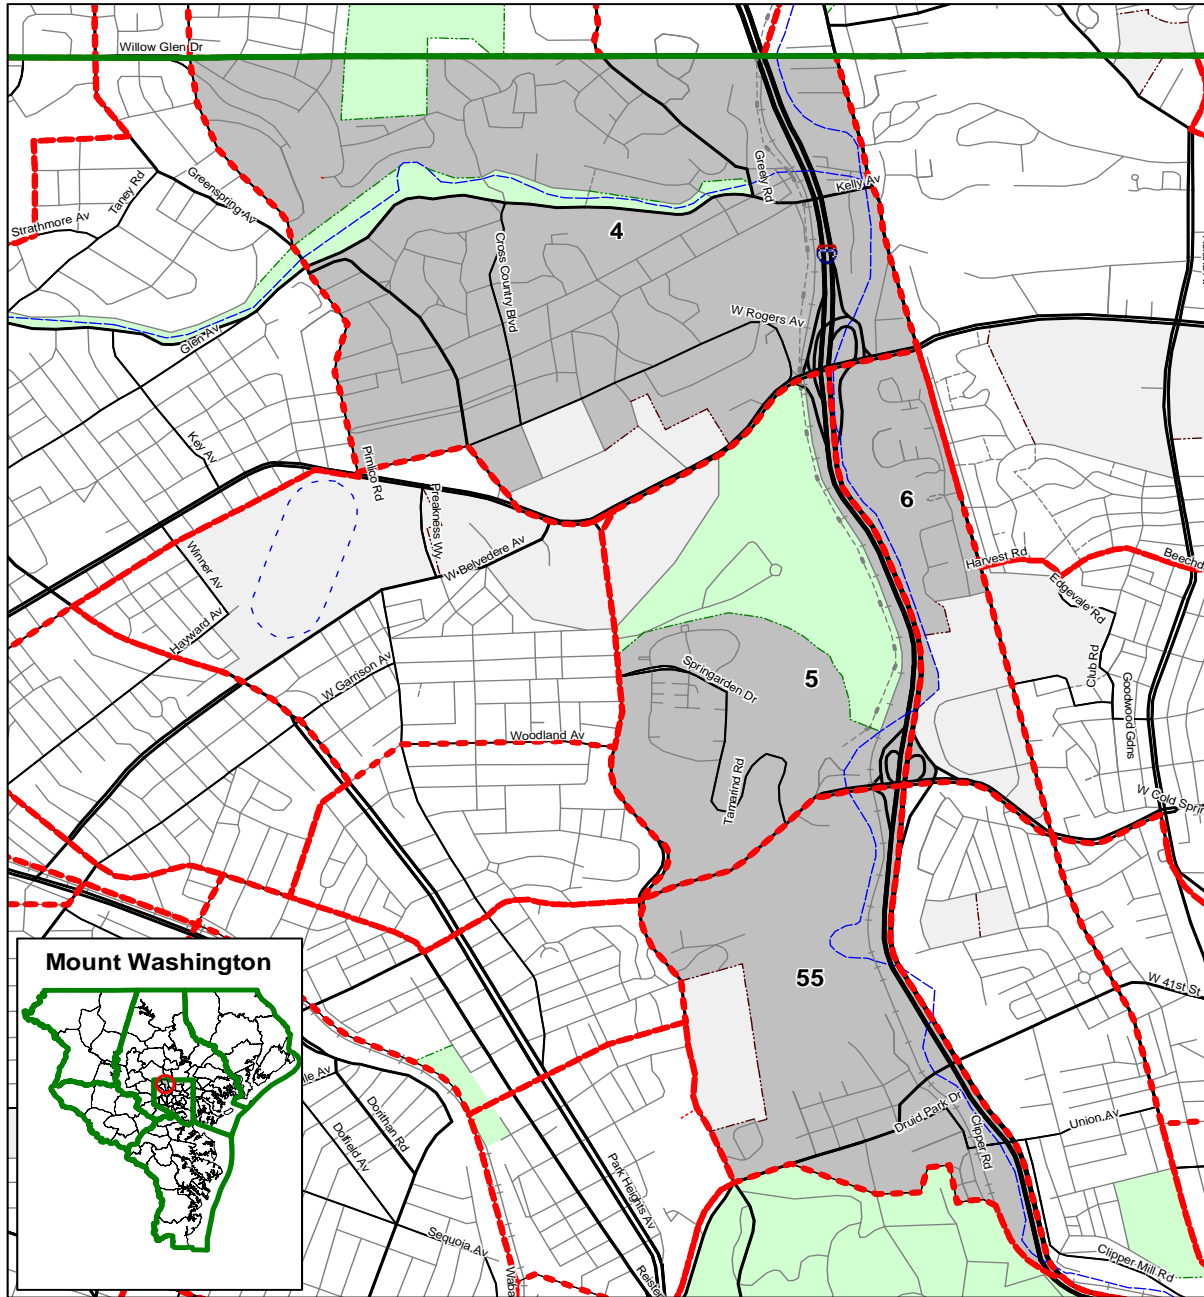 Willow Glen Dr
Taney Rd
Greenspring Av
Strathmore Av
Greely Rd
Kelly Av
4
Cross Country Blvd
W Rogers Av
Glen Av
Key Av
Pimlico Rd
Preakness Wy
6
W Belvedere Av
Harvest Rd
Beechd
Winner Av
Edgevale Rd
Hayward Av
W Garrison Av
Springarden Dr
5
Club Rd
Goodwood Gdns
Woodland Av
Tamarind Rd
W Cold Spr
Mount Washington
55
W 41st St
Dorithan Rd
Dolfield Av
Druid Park Dr
Union Av
Clipper Rd
Park Heights Av
Sequoia Av
Waba
Reister
Clipper Mill Rd